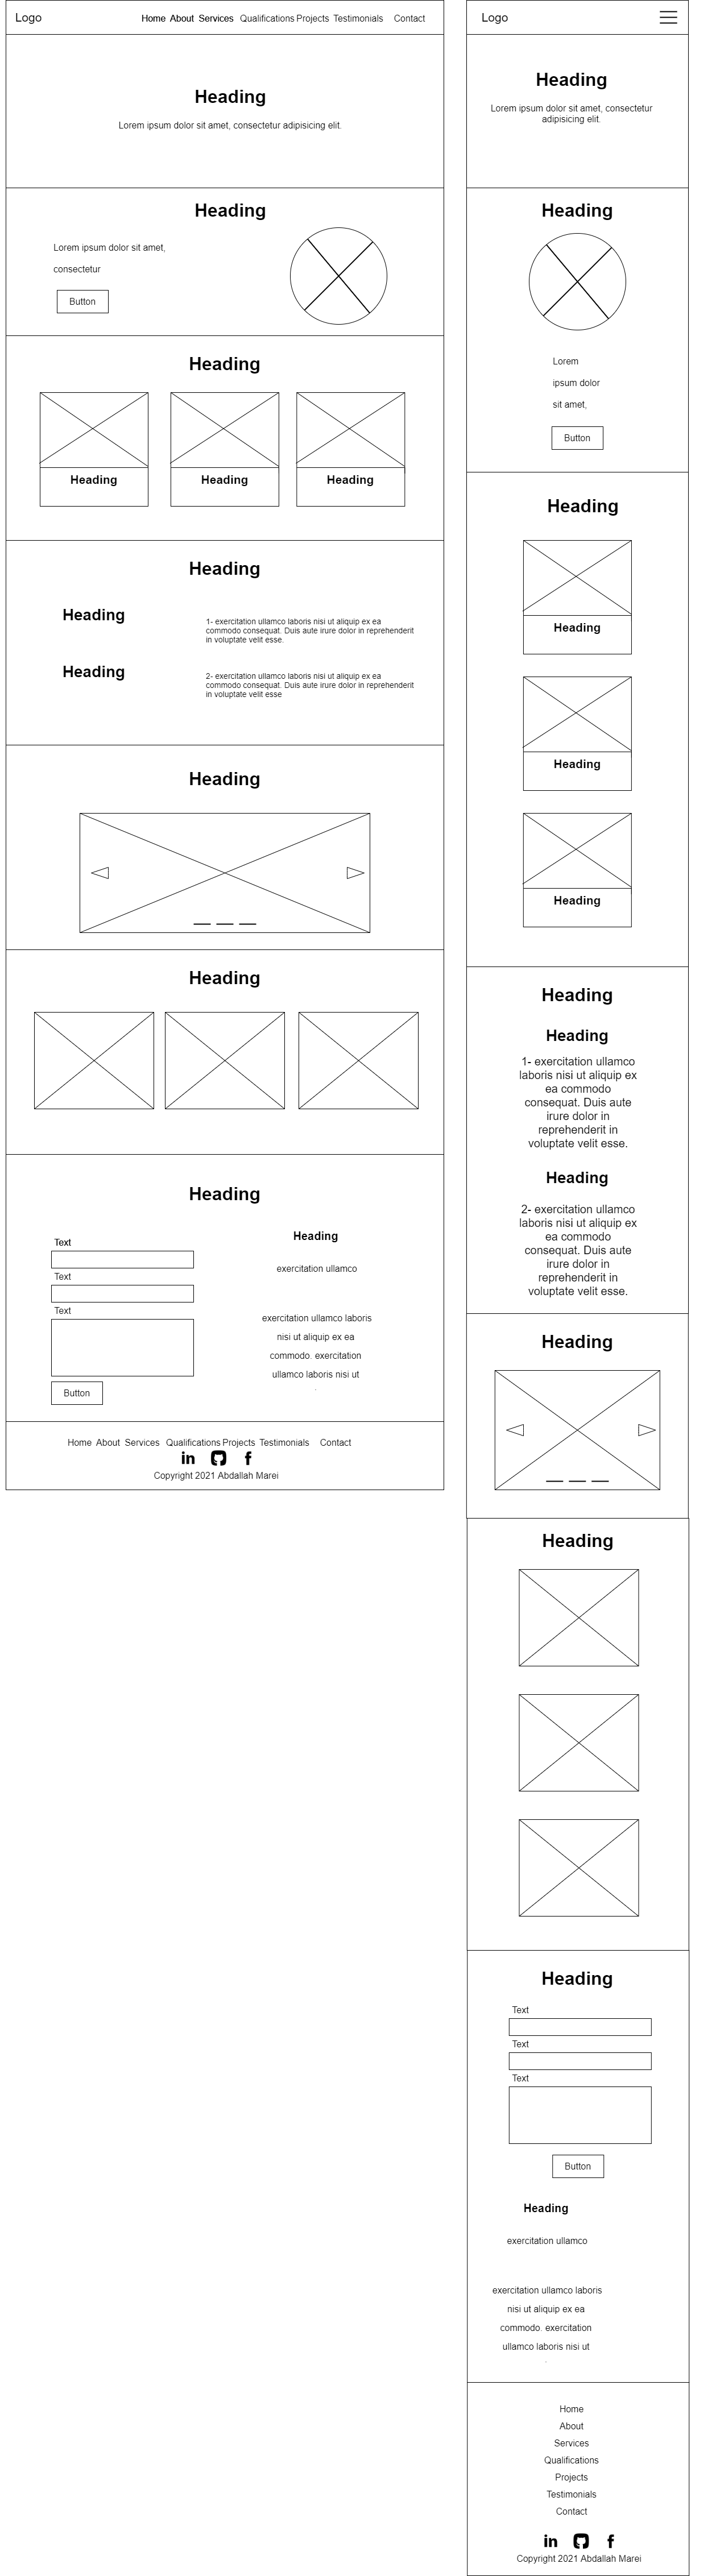 Logo
Home About Services Qualifications Projects Testimonials Contact
Heading
Lorem ipsum dolor sit amet, consectetur adipisicing elit.
Heading
Lorem ipsum dolor sit amet,
consectetur
Button
Heading
Heading Heading Heading
Heading
Heading
1- exercitation ullamco laboris nisi ut aliquip ex ea
commodo consequat. Duis aute irure dolor in reprehenderit
in voluptate velit esse.
Heading
2- exercitation ullamco laboris nisi ut aliquip ex ea
commodo consequat. Duis aute irure dolor in reprehenderit
in voluptate velit esse
Heading
Heading
Heading
Text
Text
Text
Button
Heading
exercitation ullamco
exercitation ullamco laboris
nisi ut aliquip ex ea
commodo. exercitation
ullamco laboris nisi ut
.
Home About Services Qualifications Projects Testimonials Contact
in f
Copyright 2021 Abdallah Marei
Logo
Heading
Lorem ipsum dolor sit amet, consectetur
adipisicing elit.
Heading
Lorem
ipsum dolor
sit amet,
Button
Heading
Heading
Heading
Heading
Heading
Heading
1- exercitation ullamco
laboris nisi ut aliquip ex
ea commodo
consequat. Duis aute
irure dolor in
reprehenderit in
voluptate velit esse.
Heading
2- exercitation ullamco
laboris nisi ut aliquip ex
ea commodo
consequat. Duis aute
irure dolor in
reprehenderit in
voluptate velit esse.
Heading
Heading
Heading
Text
Text
Text
Button
Heading
exercitation ullamco
exercitation ullamco laboris
nisi ut aliquip ex ea
commodo. exercitation
ullamco laboris nisi ut
.
Home
About
Services
Qualifications
Projects
Testimonials
Contact
in f
Copyright 2021 Abdallah Marei